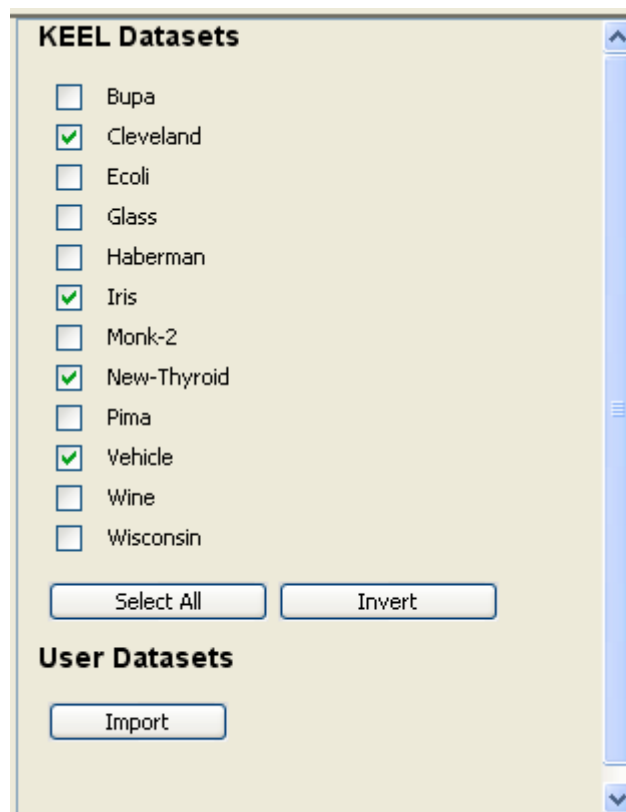 KEEL Datasets
Bupa
Cleveland
Ecoli
Glass
Haberman
Iris
Monk-2
New-Thyroid
Pima
Vehicle
Wine
Wisconsin
Select All Invert
User Datasets
Import